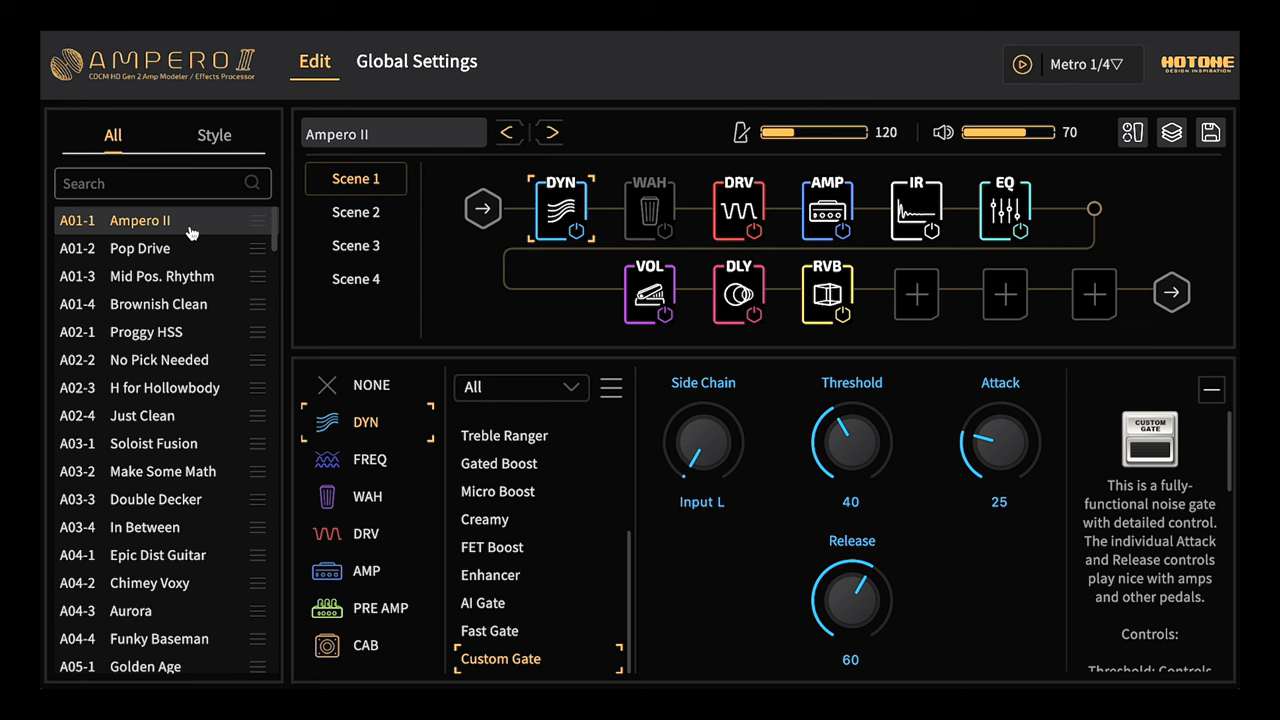 AMPERO II
CDCM HD Gen 2 Amp Modeler / Effects Processor
Edit
Global Settings
Metro 1/4▽
HOTONE
DESIGN INSPIRATION
All
Style
Search
A01-1 Ampero II
A01-2 Pop Drive
A01-3 Mid Pos. Rhythm
A01-4 Brownish Clean
A02-1 Proggy HSS
A02-2 No Pick Needed
A02-3 H for Hollowbody
A02-4 Just Clean
A03-1 Soloist Fusion
A03-2 Make Some Math
A03-3 Double Decker
A03-4 In Between
A04-1 Epic Dist Guitar
A04-2 Chimey Voxy
A04-3 Aurora
A04-4 Funky Baseman
A05-1 Golden Age
Ampero II
< >
120
70
Scene 1
Scene 2
Scene 3
Scene 4
DYN WAH DRV AMP IR EQ
VOL DLY RVB
NONE
DYN
FREQ
WAH
DRV
AMP
PRE AMP
CAB
All
Treble Ranger
Gated Boost
Micro Boost
Creamy
FET Boost
Enhancer
AI Gate
Fast Gate
Custom Gate
Side Chain
Input L
Threshold
40
Attack
25
Release
60
CUSTOM
GATE
This is a fully-
functional noise gate
with detailed control.
The individual Attack
and Release controls
play nice with amps
and other pedals.
Controls:
Threshold: Controls